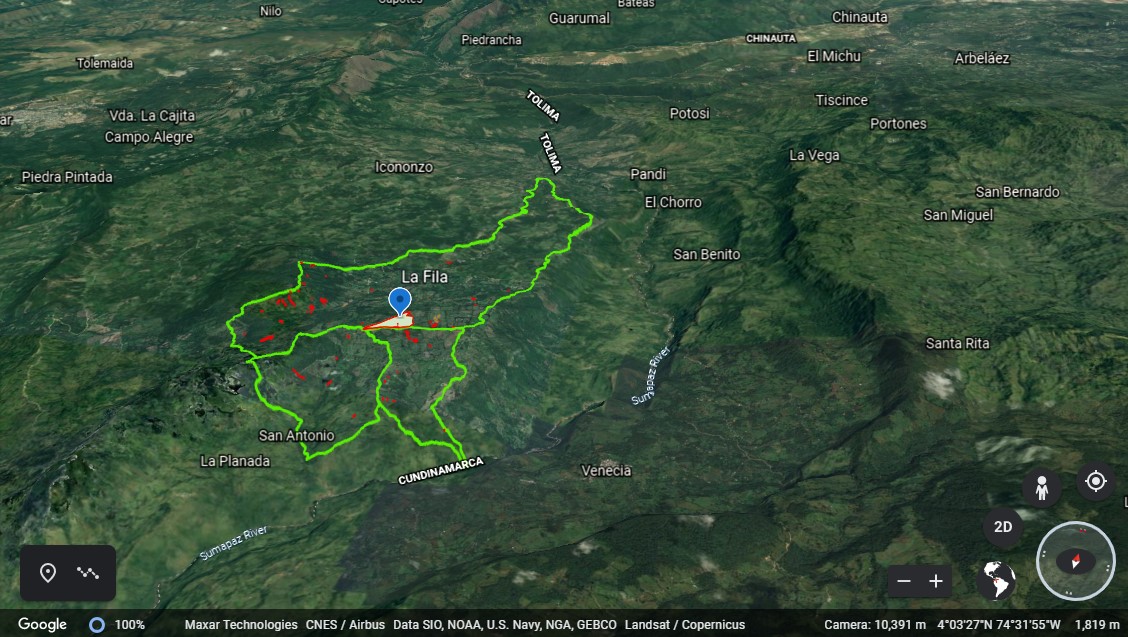 Nilo
Guarumal
Chinauta
Piedrancha
CHINAUTA
El Michu
Arbeláez
Tolemaida
Tiscince
TOLIMA
Vda. La Cajita
Potosi
Portones
ar
Campo Alegre
TOLIMA
La Vega
Icononzo
Pandi
Piedra Pintada
San Bernardo
El Chorro
San Miguel
San Benito
La Fila
Santa Rita
Sumapaz River
San Antonio
La Planada
CUNDINAMARCA
Venecia
Sumapaz River
2D
Google 100% Maxar Technologies CNES / Airbus Data SIO, NOAA, U.S. Navy, NGA, GEBCO Landsat / Copernicus Camera: 10,391 m 4°03'27"N 74°31'55"W 1,819 m